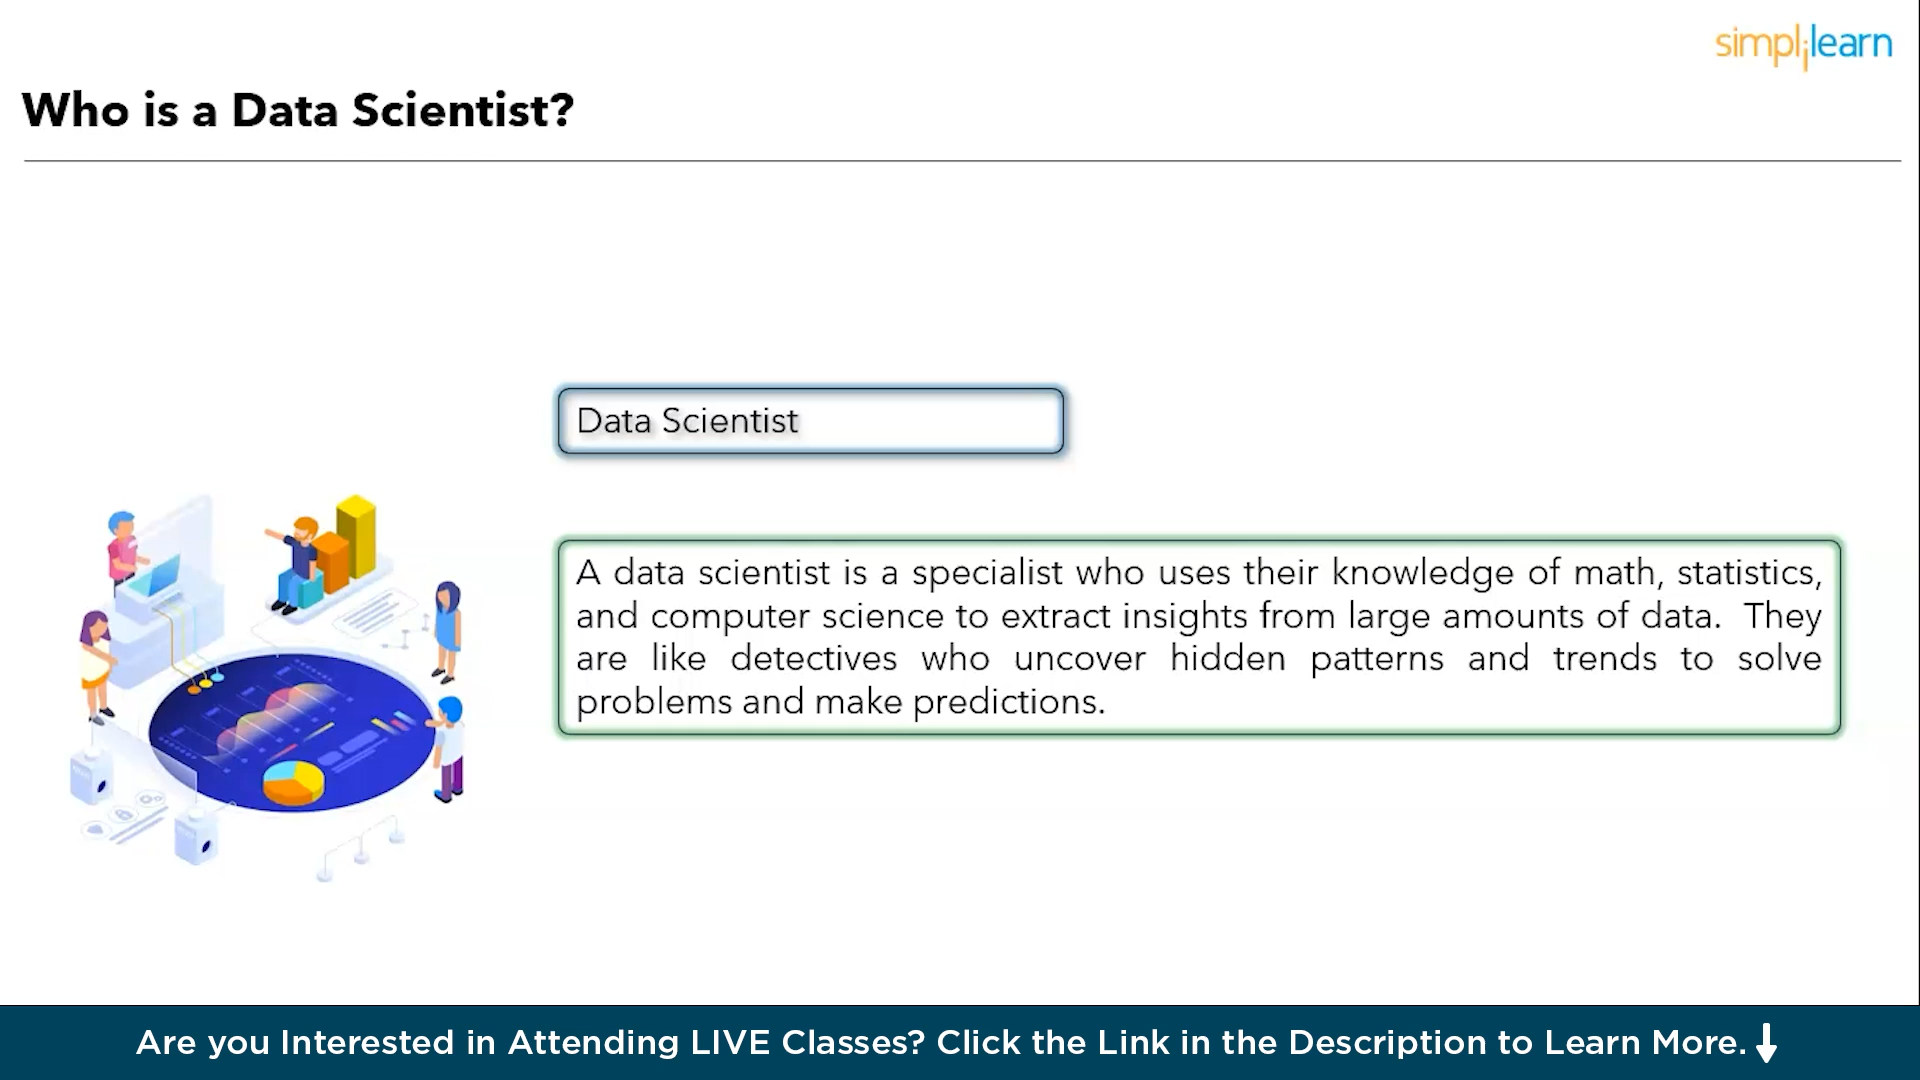 simplilearn
Who is a Data Scientist?
Data Scientist
A data scientist is a specialist who uses their knowledge of math, statistics,
and computer science to extract insights from large amounts of data. They
are like detectives who uncover hidden patterns and trends to solve
problems and make predictions.
Are you Interested in Attending LIVE Classes? Click the Link in the Description to Learn More.